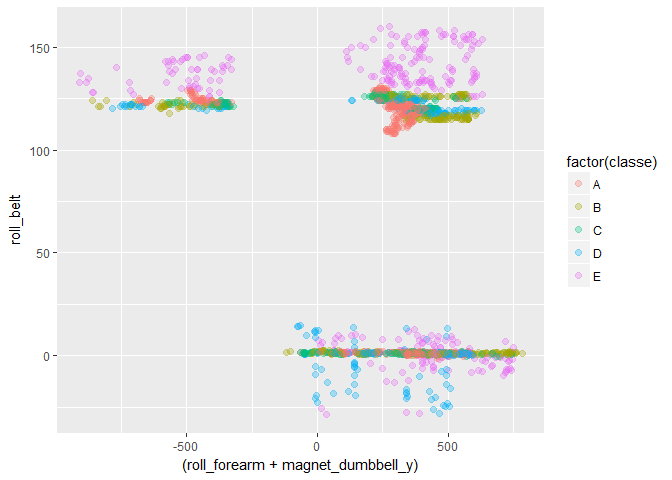 150
100
50
0
roll_belt
-500
0
500
(roll_forearm + magnet_dumbbell_y)
factor(classe)
A
B
C
D
E